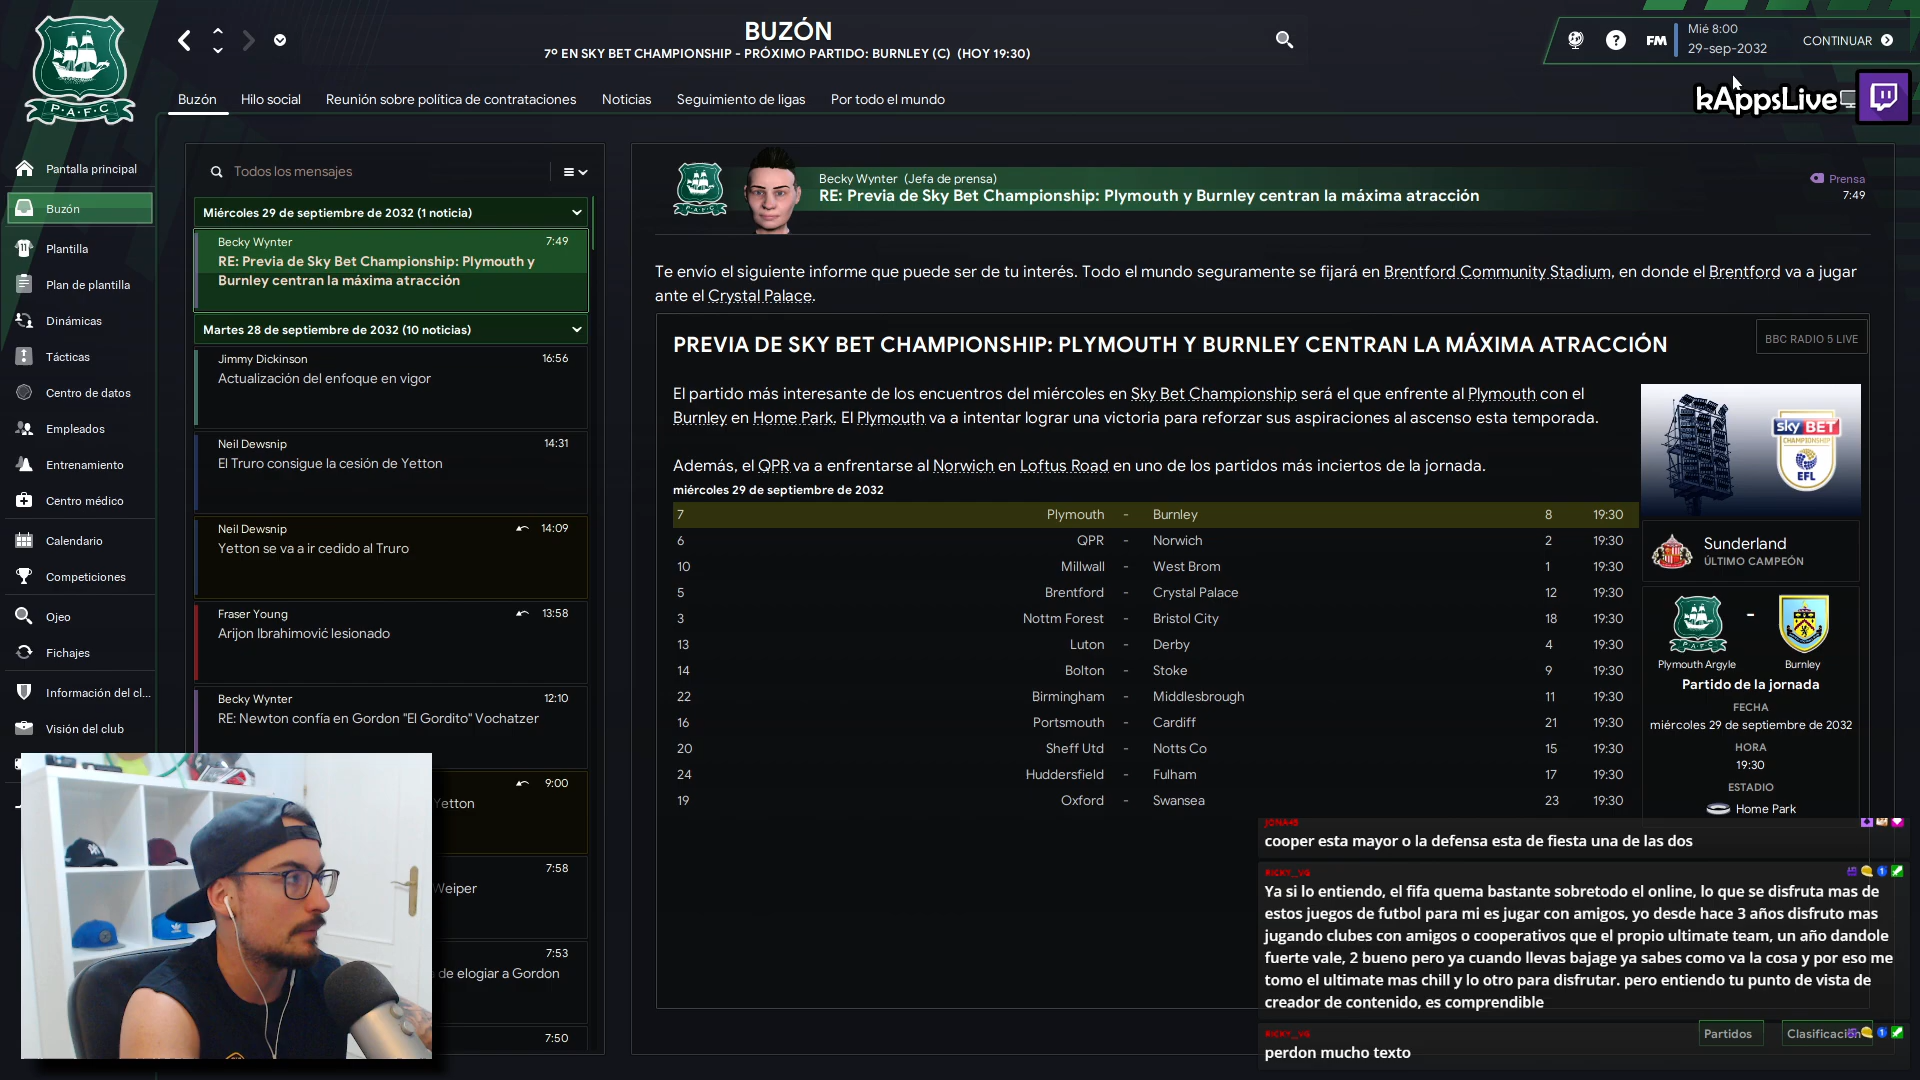 BUZÓN
7º EN SKY BET CHAMPIONSHIP - PRÓXIMO PARTIDO: BURNLEY (C) (HOY 19:30)
FM
Mié 8:00
29-sep-2032
CONTINUAR
kAppsLive
P·A·F·C
Buzón
Hilo social
Reunión sobre política de contrataciones
Noticias
Seguimiento de ligas
Por todo el mundo
Pantalla principal
Buzón
Plantilla
Plan de plantilla
Dinámicas
Tácticas
Centro de datos
Empleados
Entrenamiento
Centro médico
Calendario
Competiciones
Ojeo
Fichajes
Información del cl...
Visión del club
Todos los mensajes
Miércoles 29 de septiembre de 2032 (1 noticia)
Becky Wynter 7:49
RE: Previa de Sky Bet Championship: Plymouth y
Burnley centran la máxima atracción
Martes 28 de septiembre de 2032 (10 noticias)
Jimmy Dickinson 16:56
Actualización del enfoque en vigor
Neil Dewsnip 14:31
El Truro consigue la cesión de Yetton
Neil Dewsnip 14:09
Yetton se va a ir cedido al Truro
Fraser Young 13:58
Arijon Ibrahimović lesionado
Becky Wynter 12:10
RE: Newton confía en Gordon "El Gordito" Vochatzer
9:00
Yetton
7:58
Weiper
7:53
de elogiar a Gordon
7:50
Becky Wynter (Jefa de prensa)
RE: Previa de Sky Bet Championship: Plymouth y Burnley centran la máxima atracción
Prensa
7:49
Te envío el siguiente informe que puede ser de tu interés. Todo el mundo seguramente se fijará en Brentford Community Stadium, en donde el Brentford va a jugar
ante el Crystal Palace.
PREVIA DE SKY BET CHAMPIONSHIP: PLYMOUTH Y BURNLEY CENTRAN LA MÁXIMA ATRACCIÓN
BBC RADIO 5 LIVE
El partido más interesante de los encuentros del miércoles en Sky Bet Championship será el que enfrente al Plymouth con el
Burnley en Home Park. El Plymouth va a intentar lograr una victoria para reforzar sus aspiraciones al ascenso esta temporada.
Además, el QPR va a enfrentarse al Norwich en Loftus Road en uno de los partidos más inciertos de la jornada.
miércoles 29 de septiembre de 2032
7 Plymouth - Burnley 8 19:30
6 QPR - Norwich 2 19:30
10 Millwall - West Brom 1 19:30
5 Brentford - Crystal Palace 12 19:30
3 Nottm Forest - Bristol City 18 19:30
13 Luton - Derby 4 19:30
14 Bolton - Stoke 9 19:30
22 Birmingham - Middlesbrough 11 19:30
16 Portsmouth - Cardiff 21 19:30
20 Sheff Utd - Notts Co 15 19:30
24 Huddersfield - Fulham 17 19:30
19 Oxford - Swansea 23 19:30
sky BET
CHAMPIONSHIP
EFL
Sunderland
ÚLTIMO CAMPEÓN
-
Plymouth Argyle
Burnley
Partido de la jornada
FECHA
miércoles 29 de septiembre de 2032
HORA
19:30
ESTADIO
Home Park
cooper esta mayor o la defensa esta de fiesta una de las dos
RICKY_VG
Ya si lo entiendo, el fifa quema bastante sobretodo el online, lo que se disfruta mas de
estos juegos de futbol para mi es jugar con amigos, yo desde hace 3 años disfruto mas
jugando clubes con amigos o cooperativos que el propio ultimate team, un año dandole
fuerte vale, 2 bueno pero ya cuando llevas bajage ya sabes como va la cosa y por eso me
tomo el ultimate mas chill y lo otro para disfrutar. pero entiendo tu punto de vista de
creador de contenido, es comprendible
RICKY_VG
Partidos
Clasificación
perdon mucho texto